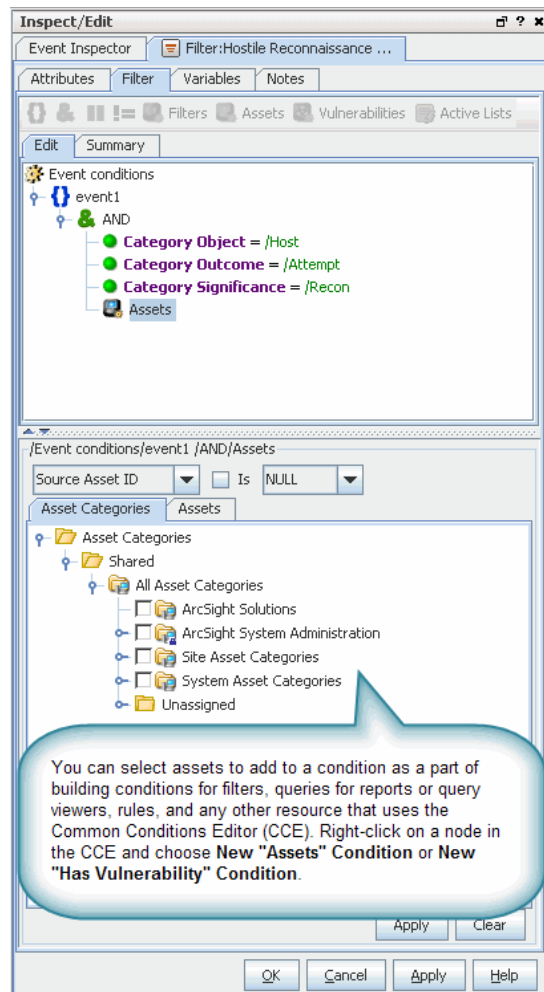 Inspect/Edit
Event Inspector
Filter:Hostile Reconnaissance ...
Attributes Filter Variables Notes
{} & != Filters Assets Vulnerabilities Active Lists
Edit Summary
Event conditions
{} event1
& AND
Category Object = /Host
Category Outcome = /Attempt
Category Significance = /Recon
Assets
/Event conditions/event1 /AND/Assets
Source Asset ID Is NULL
Asset Categories Assets
Asset Categories
Shared
All Asset Categories
ArcSight Solutions
ArcSight System Administration
Site Asset Categories
System Asset Categories
Unassigned
You can select assets to add to a condition as a part of
building conditions for filters, queries for reports or query
viewers, rules, and any other resource that uses the
Common Conditions Editor (CCE). Right-click on a node in
the CCE and choose New "Assets" Condition or New
"Has Vulnerability" Condition.
Apply Clear
OK Cancel Apply Help